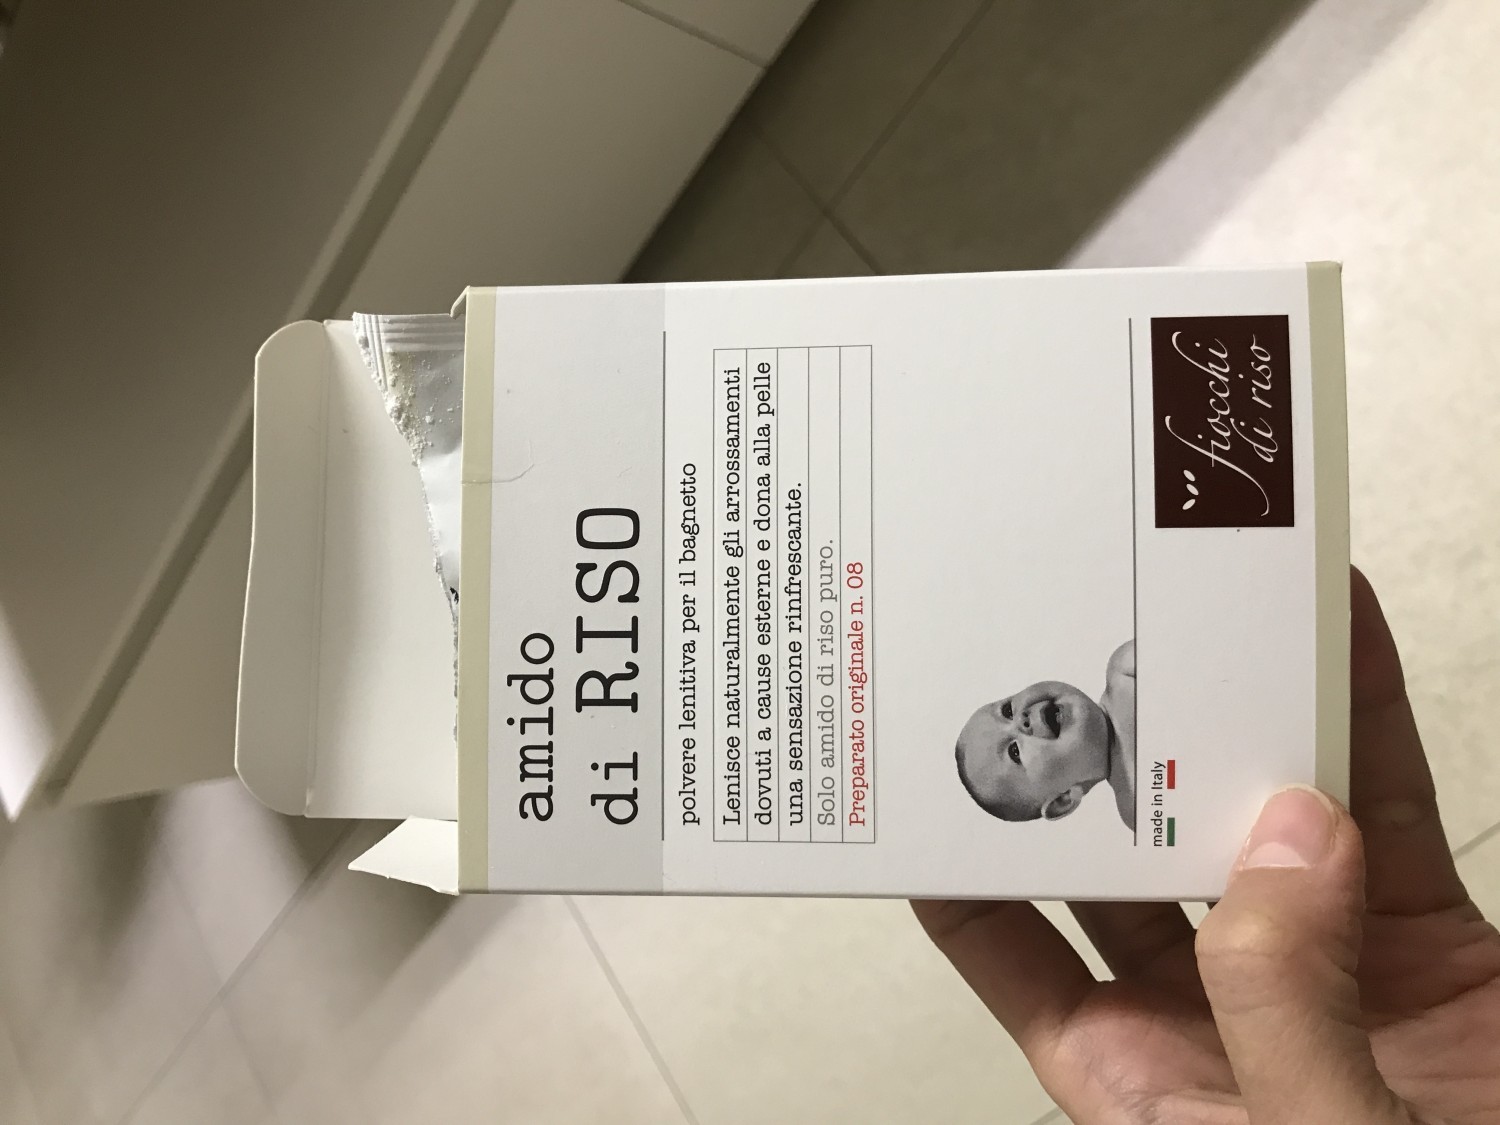 amido
di RISO
polvere lenitiva per il bagnetto
Lenisce naturalmente gli arrossamenti
dovuti a cause esterne e dona alla pelle
una sensazione rinfrescante.
Solo amido di riso puro.
Preparato originale n. 08
made in Italy
fiocchi
di riso